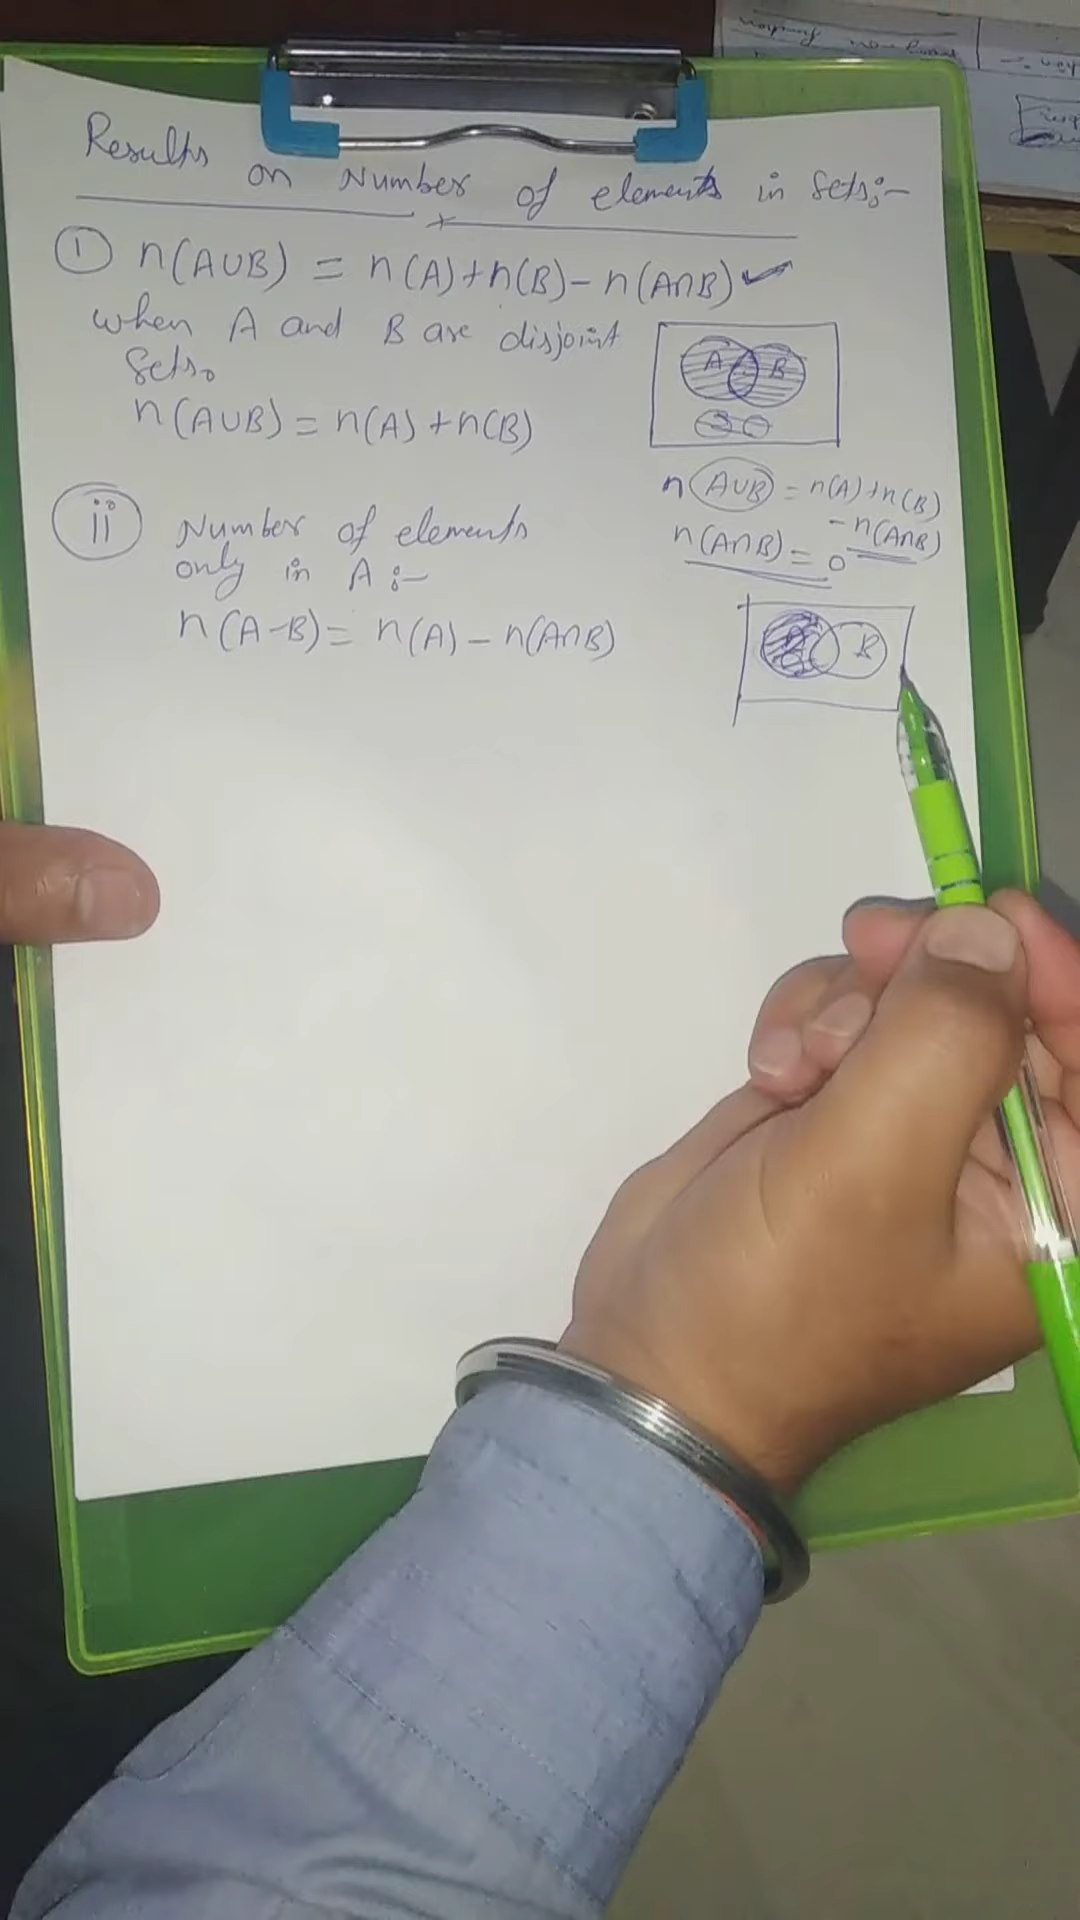 Results on Number of elements in Sets:-
① n(A∪B) = n(A)+n(B)-n(A∩B) ✓
when A and B are disjoint
Sets.
n(A∪B) = n(A)+n(B)
A B
n(A∪B) = n(A)+n(B)
-n(A∩B)
n(A∩B) = 0
ii Number of elements
only in A :-
n(A-B) = n(A) - n(A∩B)
A B